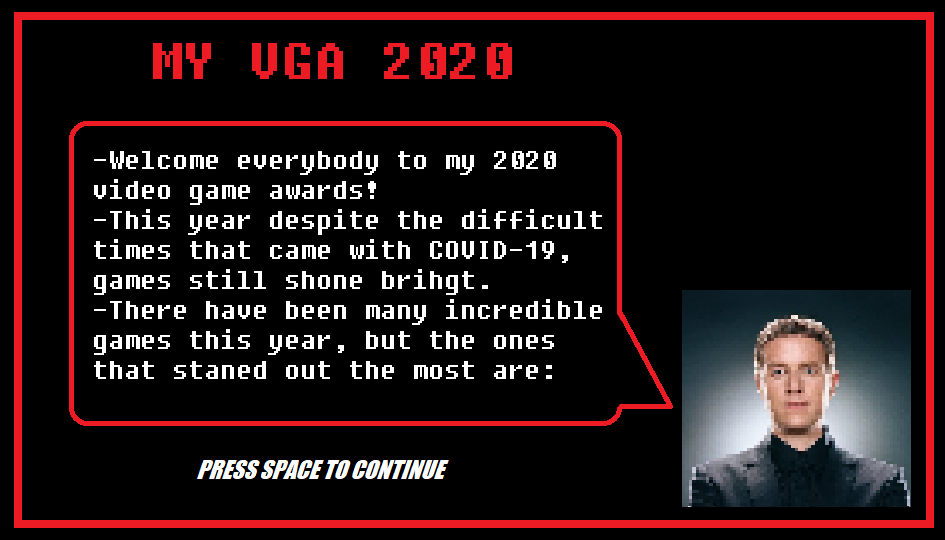 MY VGA 2020
-Welcome everybody to my 2020
video game awards!
-This year despite the difficult
times that came with COVID-19,
games still shone brihgt.
-There have been many incredible
games this year, but the ones
that staned out the most are:
PRESS SPACE TO CONTINUE